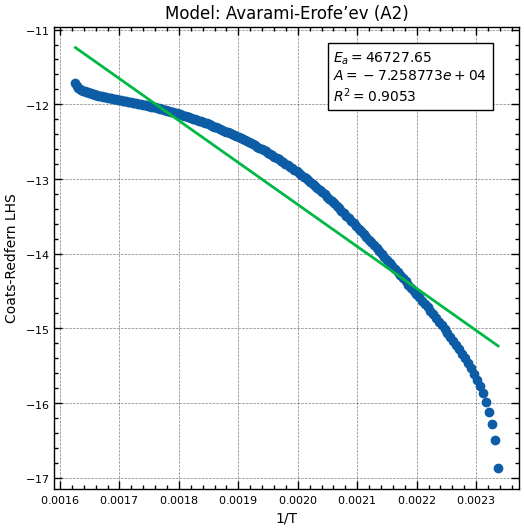 Model: Avarami-Erofe’ev (A2)
−11
E_a = 46727.65
A = −7.258773e + 04
R² = 0.9053
−12
−13
−14
−15
−16
−17
Coats-Redfern LHS
0.0016 0.0017 0.0018 0.0019 0.0020 0.0021 0.0022 0.0023
1/T